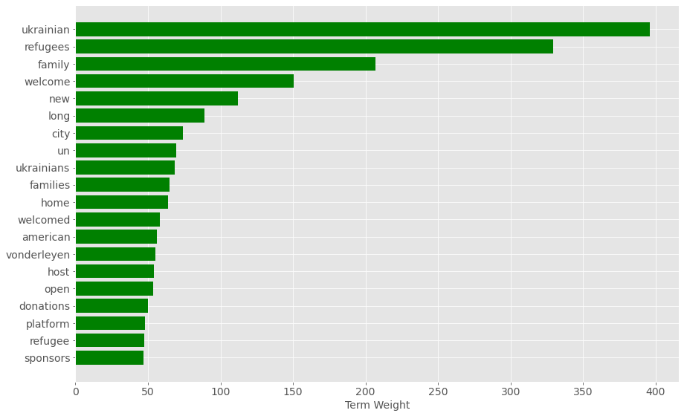 ukrainian
refugees
family
welcome
new
long
city
un
ukrainians
families
home
welcomed
american
vonderleyen
host
open
donations
platform
refugee
sponsors
0 50 100 150 200 250 300 350 400
Term Weight